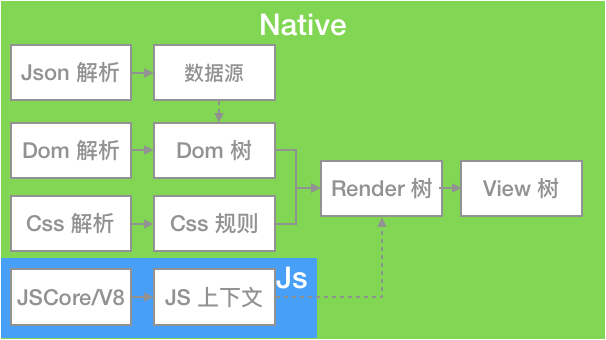 Native
Json 解析
数据源
Dom 解析
Dom 树
Render 树
View 树
Css 解析
Css 规则
Js
JSCore/V8
JS 上下文